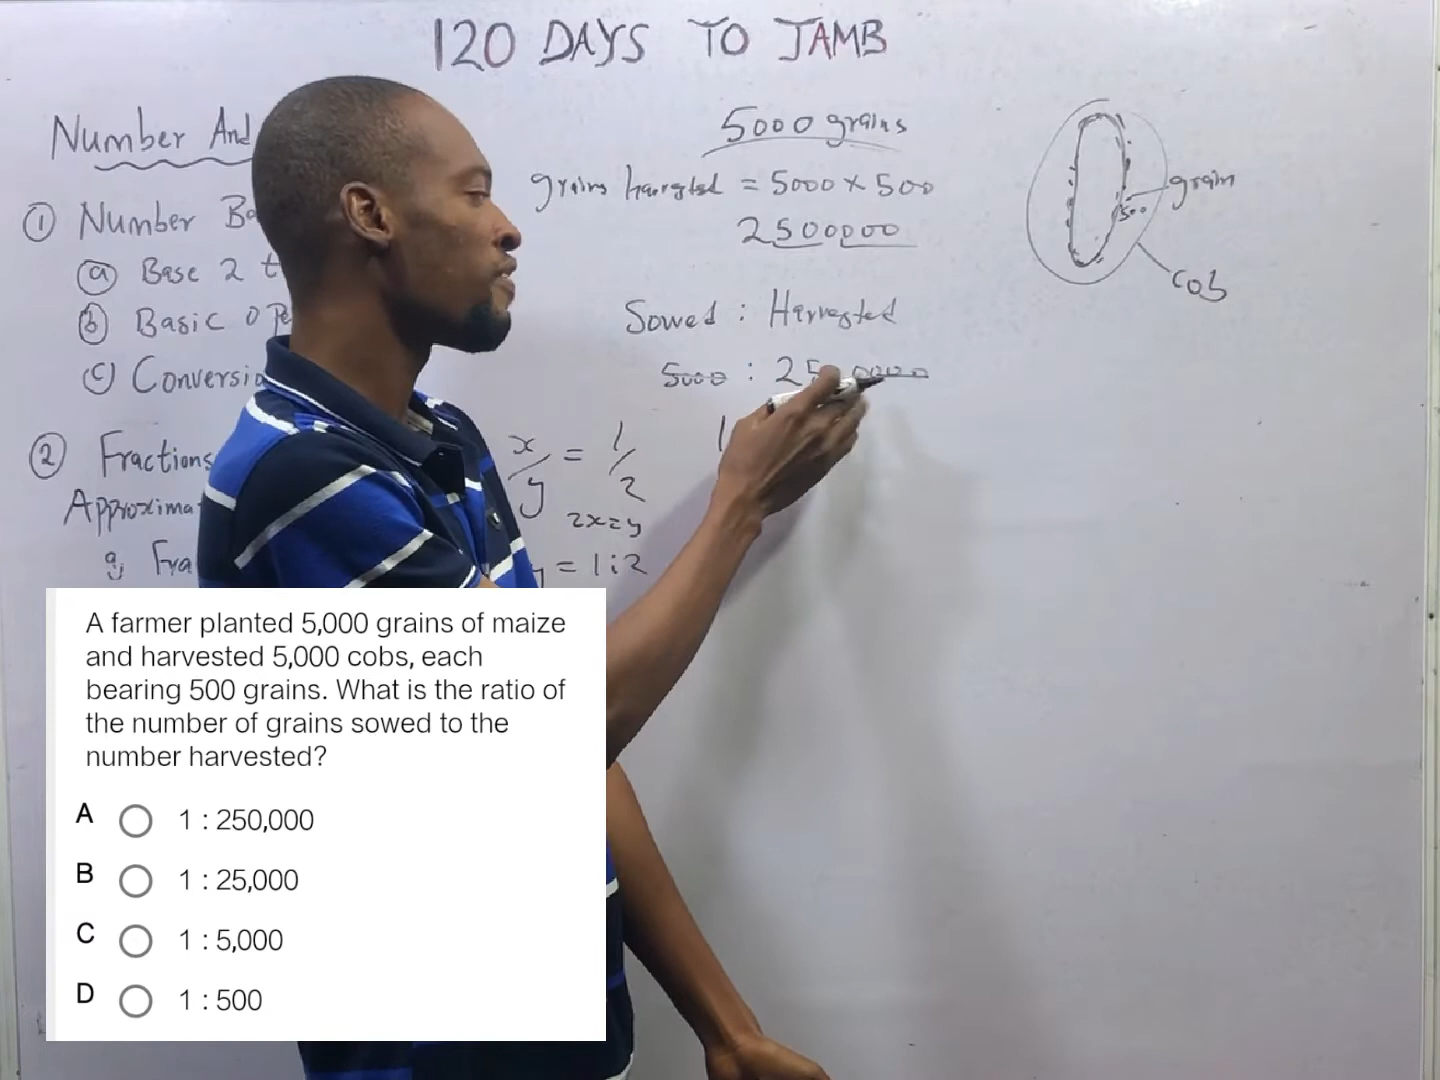 120 DAYS TO JAMB
Number And
① Number Ba
ⓐ Base 2 t
ⓑ Basic Ope
ⓒ Conversio
② Fractions
Approxima
a) Fra
5000 grains
grains harvested = 5000 × 500
2500000
Sowed : Harvested
5000 : 25 0000
1
x/y = 1/2
2x=y
y = 1:2
grain
500
cob
A farmer planted 5,000 grains of maize
and harvested 5,000 cobs, each
bearing 500 grains. What is the ratio of
the number of grains sowed to the
number harvested?
A 1 : 250,000
B 1 : 25,000
C 1 : 5,000
D 1 : 500